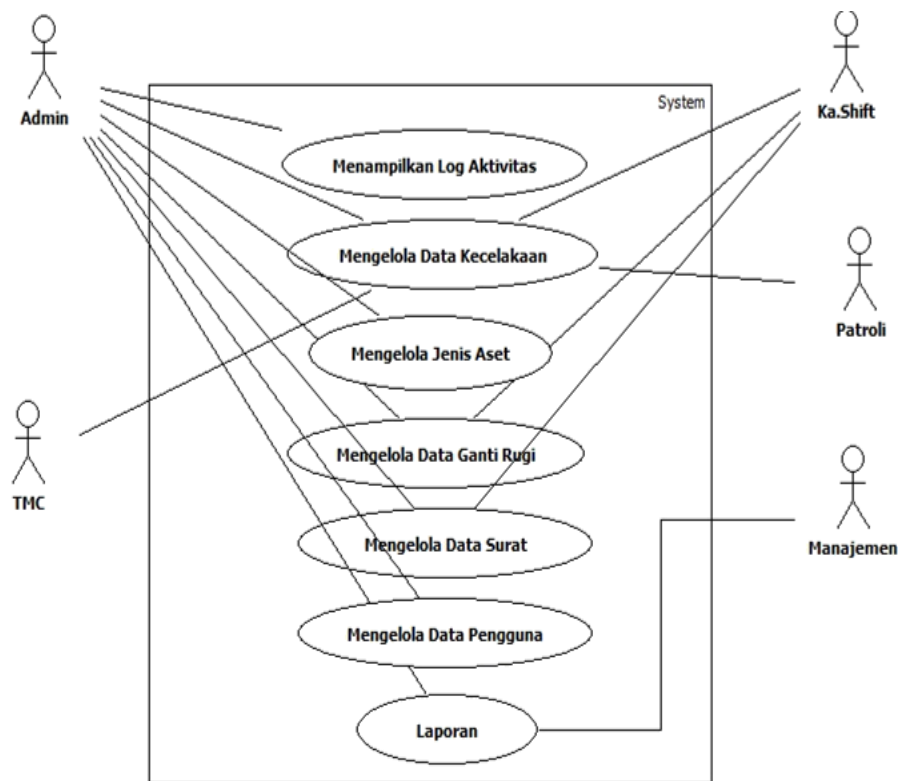 Admin
Ka.Shift
System
Menampilkan Log Aktivitas
Mengelola Data Kecelakaan
Patroli
Mengelola Jenis Aset
Mengelola Data Ganti Rugi
TMC
Mengelola Data Surat
Manajemen
Mengelola Data Pengguna
Laporan